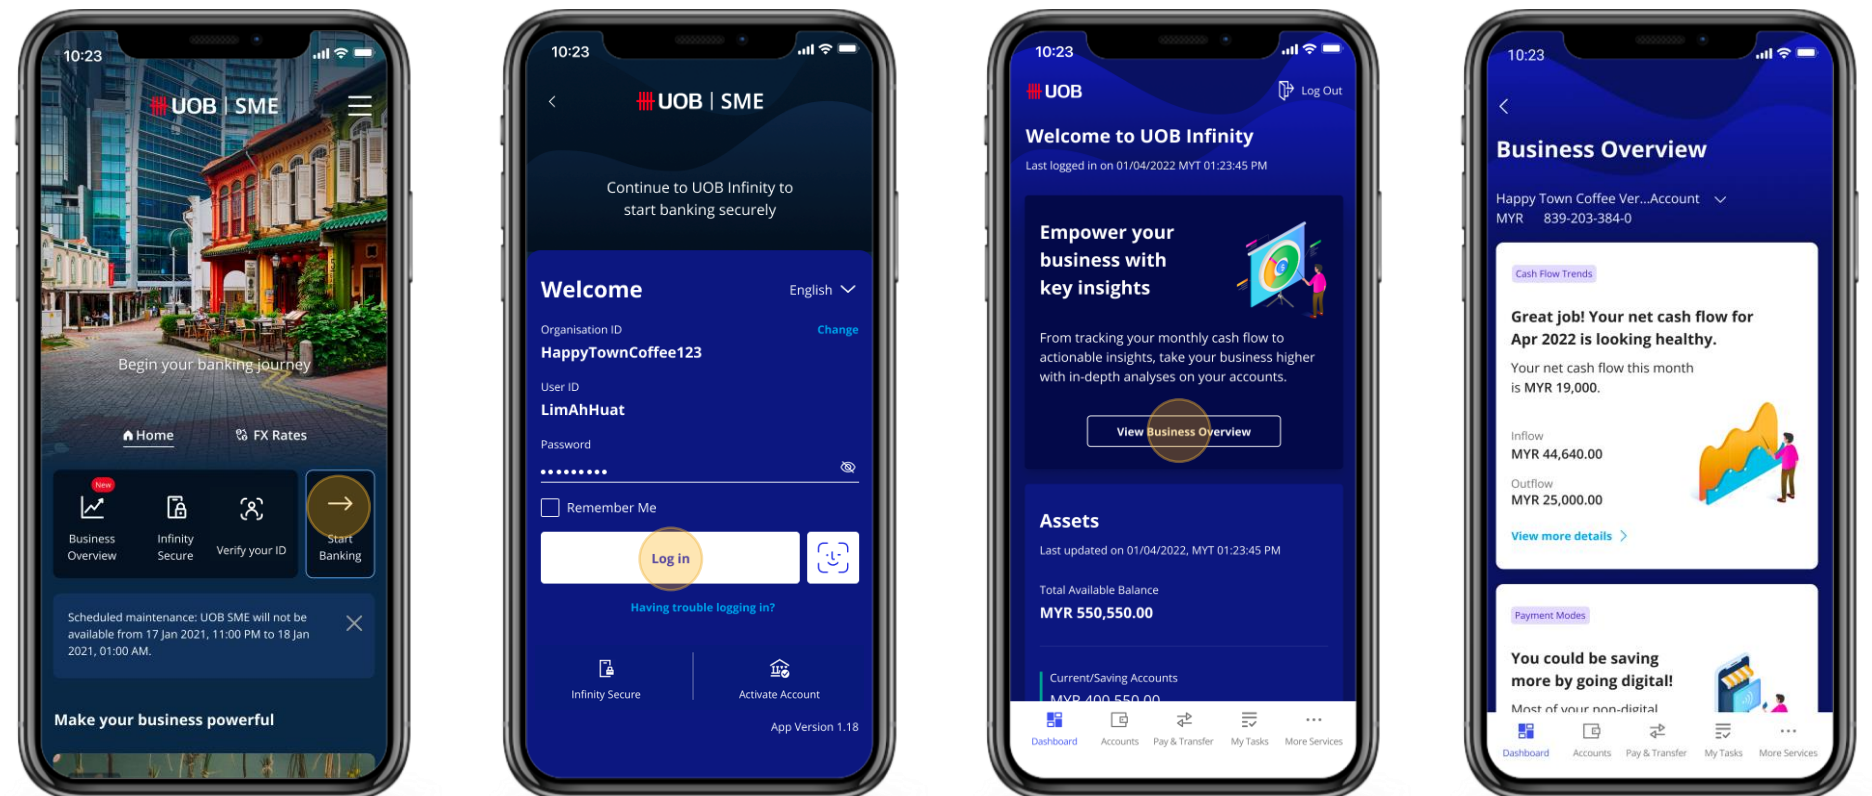 10:23
UOB | SME
Begin your banking journey
Home
FX Rates
New
Business
Overview
Infinity
Secure
Verify your ID
Start
Banking
Scheduled maintenance: UOB SME will not be
available from 17 Jan 2021, 11:00 PM to 18 Jan
2021, 01:00 AM.
Make your business powerful
10:23
UOB | SME
Continue to UOB Infinity to
start banking securely
Welcome
English
Organisation ID
Change
HappyTownCoffee123
User ID
LimAhHuat
Password
Remember Me
Log in
Having trouble logging in?
Infinity Secure
Activate Account
App Version 1.18
10:23
UOB
Log Out
Welcome to UOB Infinity
Last logged in on 01/04/2022 MYT 01:23:45 PM
Empower your
business with
key insights
From tracking your monthly cash flow to
actionable insights, take your business higher
with in-depth analyses on your accounts.
View Business Overview
Assets
Last updated on 01/04/2022, MYT 01:23:45 PM
Total Available Balance
MYR 550,550.00
Current/Saving Accounts
MYR 400,550.00
Dashboard
Accounts
Pay & Transfer
My Tasks
More Services
10:23
Business Overview
Happy Town Coffee Ver...Account
MYR 839-203-384-0
Cash Flow Trends
Great job! Your net cash flow for
Apr 2022 is looking healthy.
Your net cash flow this month
is MYR 19,000.
Inflow
MYR 44,640.00
Outflow
MYR 25,000.00
View more details
Payment Modes
You could be saving
more by going digital!
Most of your non-digital
Dashboard
Accounts
Pay & Transfer
My Tasks
More Services